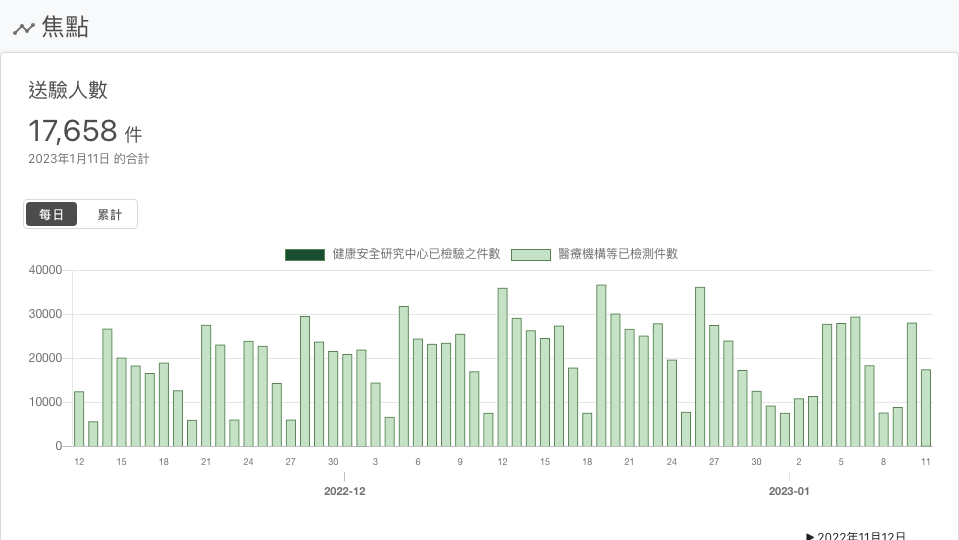 焦點
送驗人數
17,658 件
2023年1月11日 的合計
每日 累計
健康安全研究中心已檢驗之件數 醫療機構等已檢測件數
40000
30000
20000
10000
0
12 15 18 21 24 27 30 3 6 9 12 15 18 21 24 27 30 2 5 8 11
2022-12 2023-01
▶ 2022年11月12日